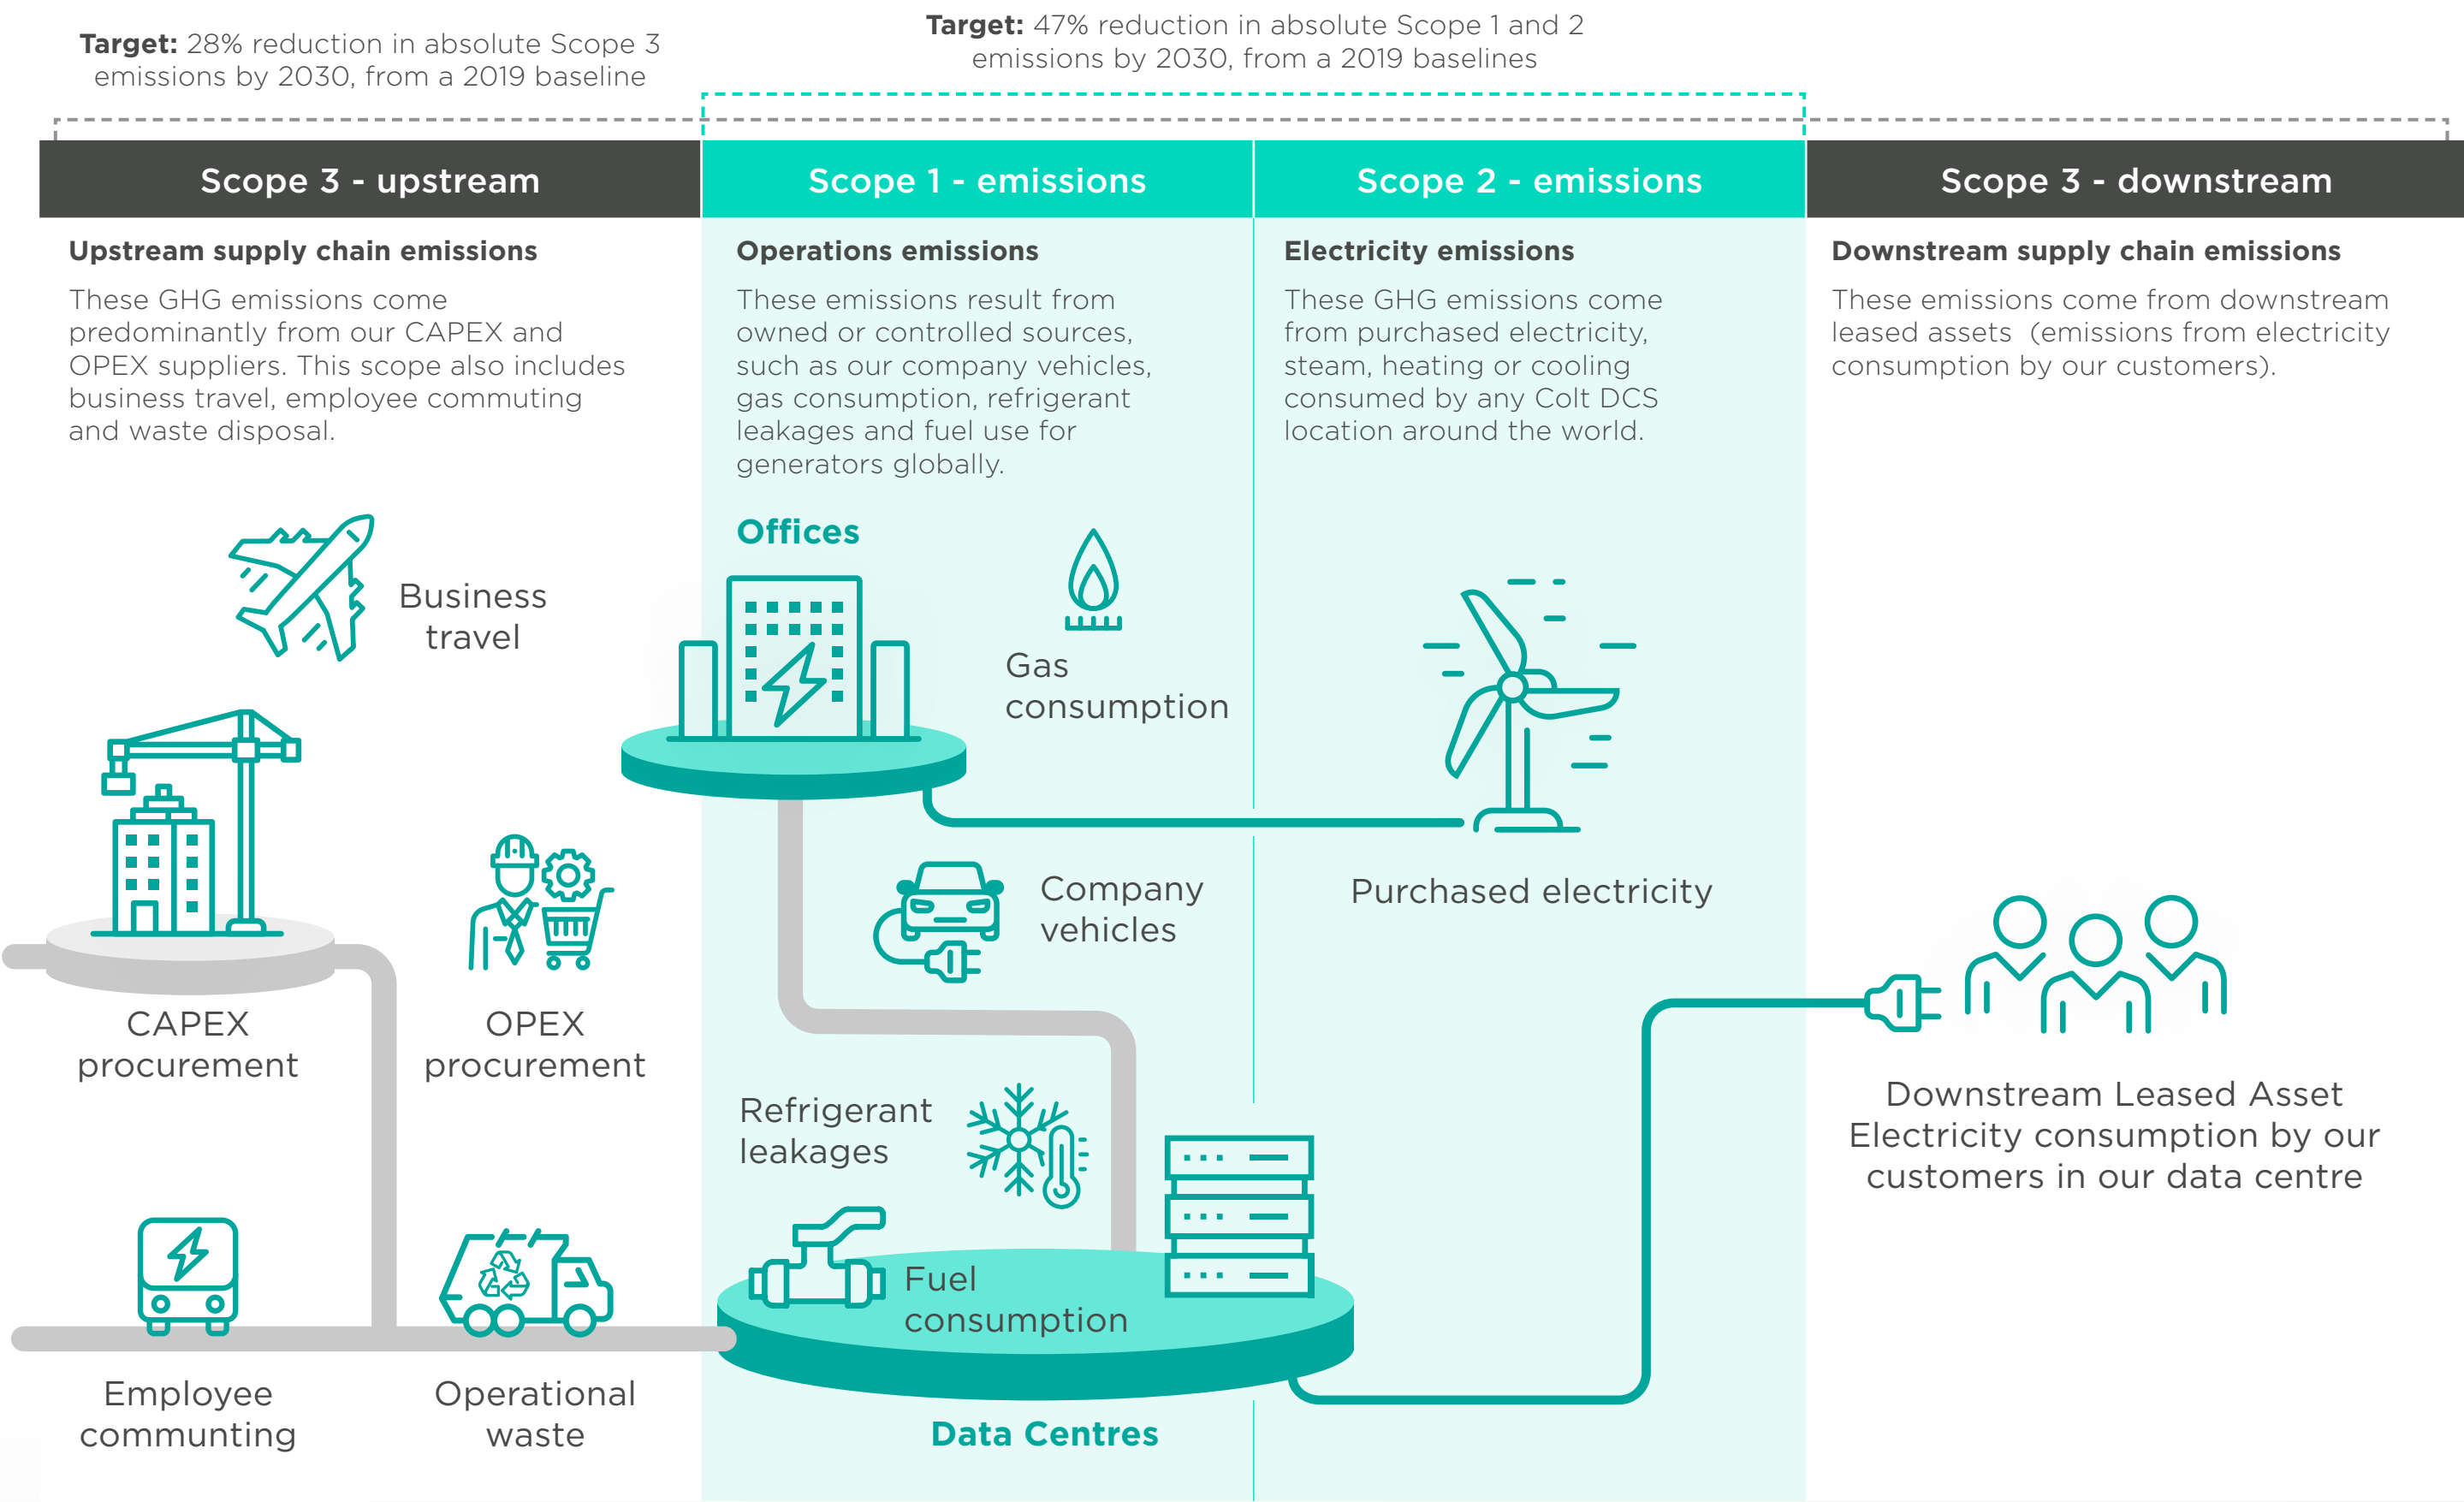 Target: 28% reduction in absolute Scope 3
emissions by 2030, from a 2019 baseline
Target: 47% reduction in absolute Scope 1 and 2
emissions by 2030, from a 2019 baselines
Scope 3 - upstream
Scope 1 - emissions
Scope 2 - emissions
Scope 3 - downstream
Upstream supply chain emissions
These GHG emissions come
predominantly from our CAPEX and
OPEX suppliers. This scope also includes
business travel, employee commuting
and waste disposal.
Operations emissions
These emissions result from
owned or controlled sources,
such as our company vehicles,
gas consumption, refrigerant
leakages and fuel use for
generators globally.
Electricity emissions
These GHG emissions come
from purchased electricity,
steam, heating or cooling
consumed by any Colt DCS
location around the world.
Downstream supply chain emissions
These emissions come from downstream
leased assets (emissions from electricity
consumption by our customers).
Business
travel
CAPEX
procurement
OPEX
procurement
Employee
communting
Operational
waste
Offices
Gas
consumption
Company
vehicles
Refrigerant
leakages
Fuel
consumption
Data Centres
Purchased electricity
Downstream Leased Asset
Electricity consumption by our
customers in our data centre